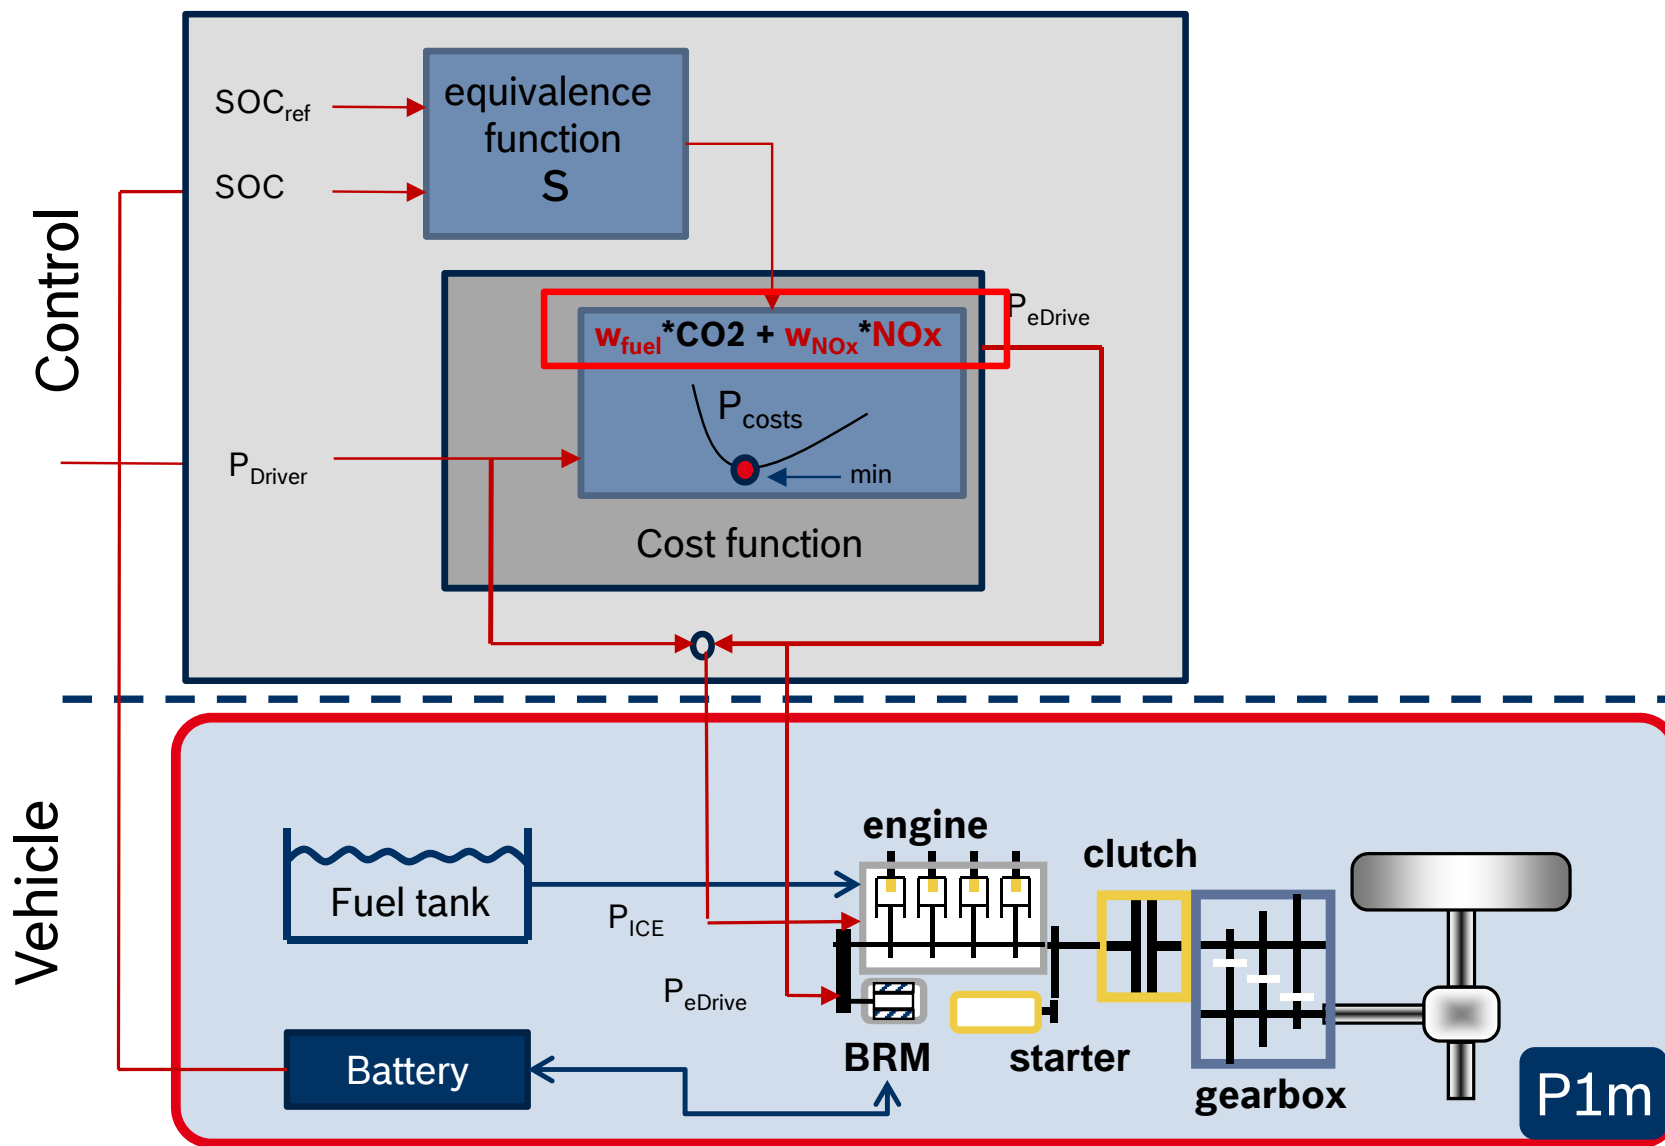 Control
SOCref
SOC
equivalence
function
S
PeDrive
wfuel*CO2 + wNOx*NOx
Pcosts
min
PDriver
Cost function
Vehicle
engine
clutch
Fuel tank
PICE
PeDrive
BRM
starter
gearbox
Battery
P1m